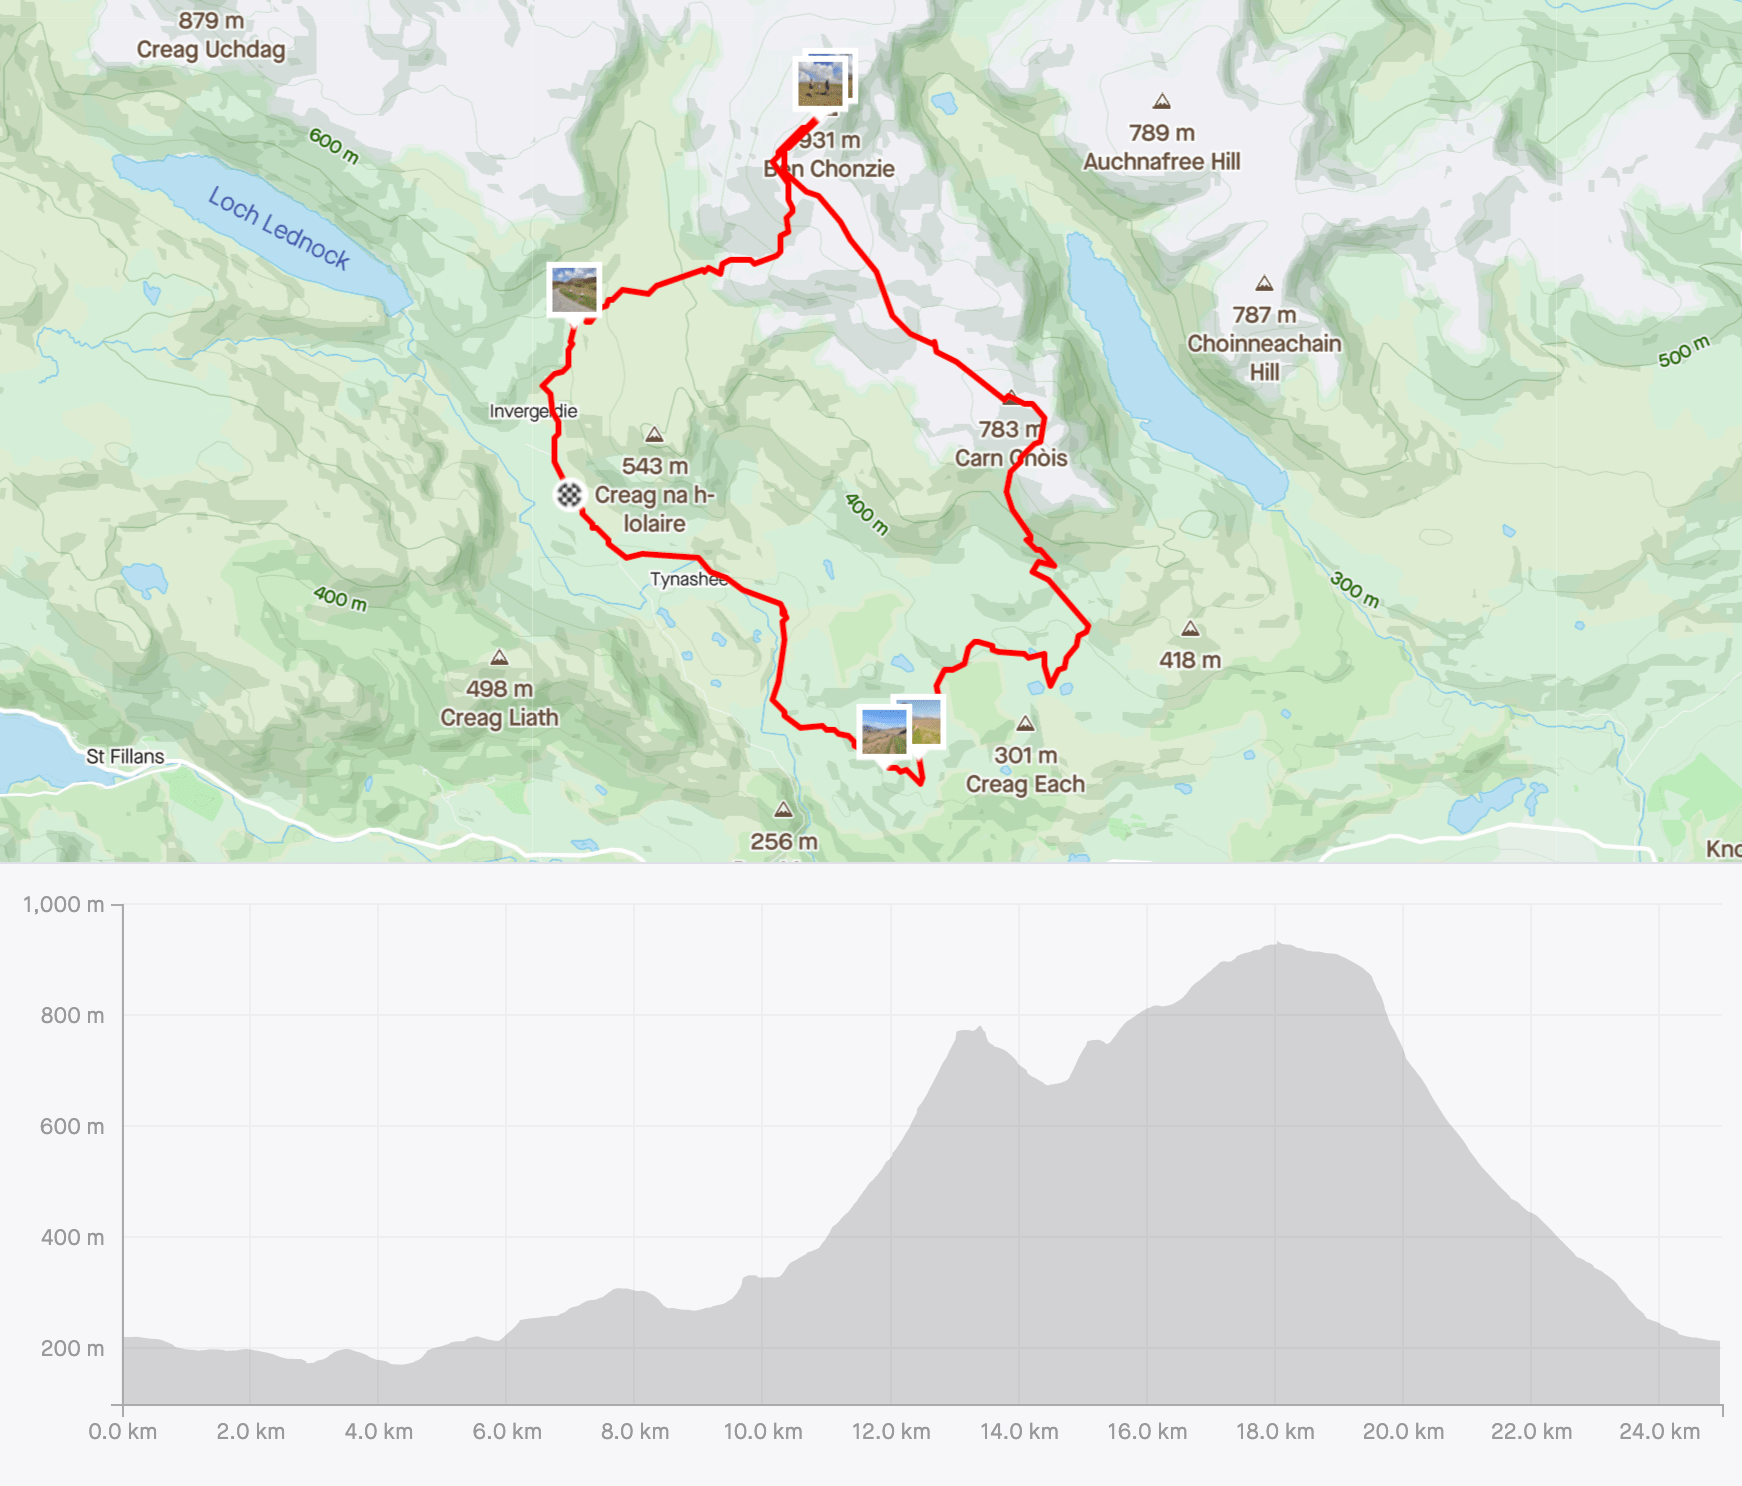 879 m
Creag Uchdag
600 m
Loch Lednock
931 m
Ben Chonzie
789 m
Auchnafree Hill
787 m
Choinneachain
Hill
500 m
Invergeldie
543 m
Creag na h-
Iolaire
783 m
Carn Chòis
400 m
Tynashee
400 m
300 m
418 m
498 m
Creag Liath
St Fillans
301 m
Creag Each
256 m
1,000 m
800 m
600 m
400 m
200 m
0.0 km 2.0 km 4.0 km 6.0 km 8.0 km 10.0 km 12.0 km 14.0 km 16.0 km 18.0 km 20.0 km 22.0 km 24.0 km